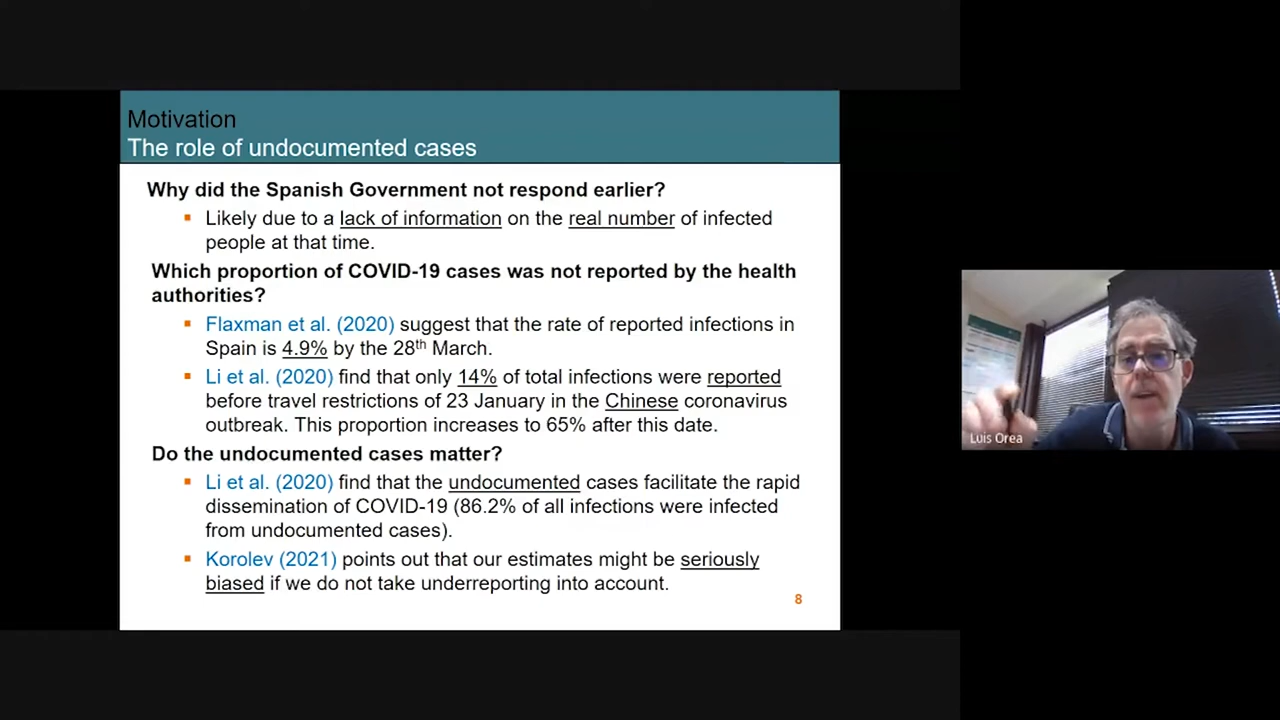 Motivation
The role of undocumented cases
Why did the Spanish Government not respond earlier?
▪ Likely due to a lack of information on the real number of infected
people at that time.
Which proportion of COVID-19 cases was not reported by the health
authorities?
▪ Flaxman et al. (2020) suggest that the rate of reported infections in
Spain is 4.9% by the 28th March.
▪ Li et al. (2020) find that only 14% of total infections were reported
before travel restrictions of 23 January in the Chinese coronavirus
outbreak. This proportion increases to 65% after this date.
Do the undocumented cases matter?
▪ Li et al. (2020) find that the undocumented cases facilitate the rapid
dissemination of COVID-19 (86.2% of all infections were infected
from undocumented cases).
▪ Korolev (2021) points out that our estimates might be seriously
biased if we do not take underreporting into account.
8
Luis Orea